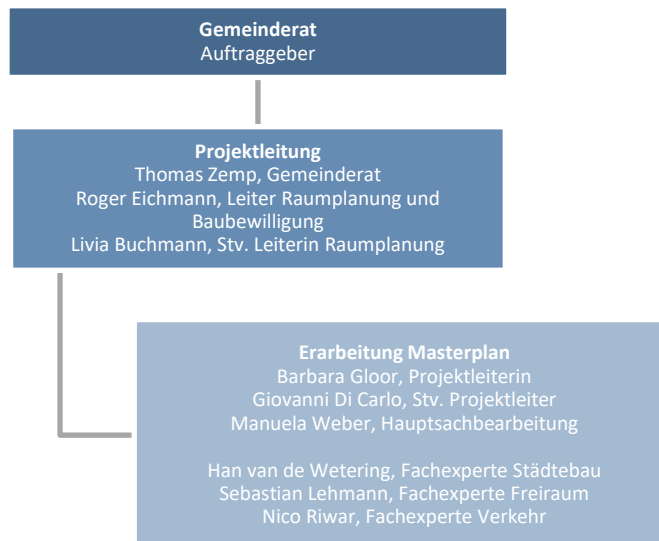 Gemeinderat
Auftraggeber
Projektleitung
Thomas Zemp, Gemeinderat
Roger Eichmann, Leiter Raumplanung und
Baubewilligung
Livia Buchmann, Stv. Leiterin Raumplanung
Erarbeitung Masterplan
Barbara Gloor, Projektleiterin
Giovanni Di Carlo, Stv. Projektleiter
Manuela Weber, Hauptsachbearbeitung
Han van de Wetering, Fachexperte Städtebau
Sebastian Lehmann, Fachexperte Freiraum
Nico Riwar, Fachexperte Verkehr